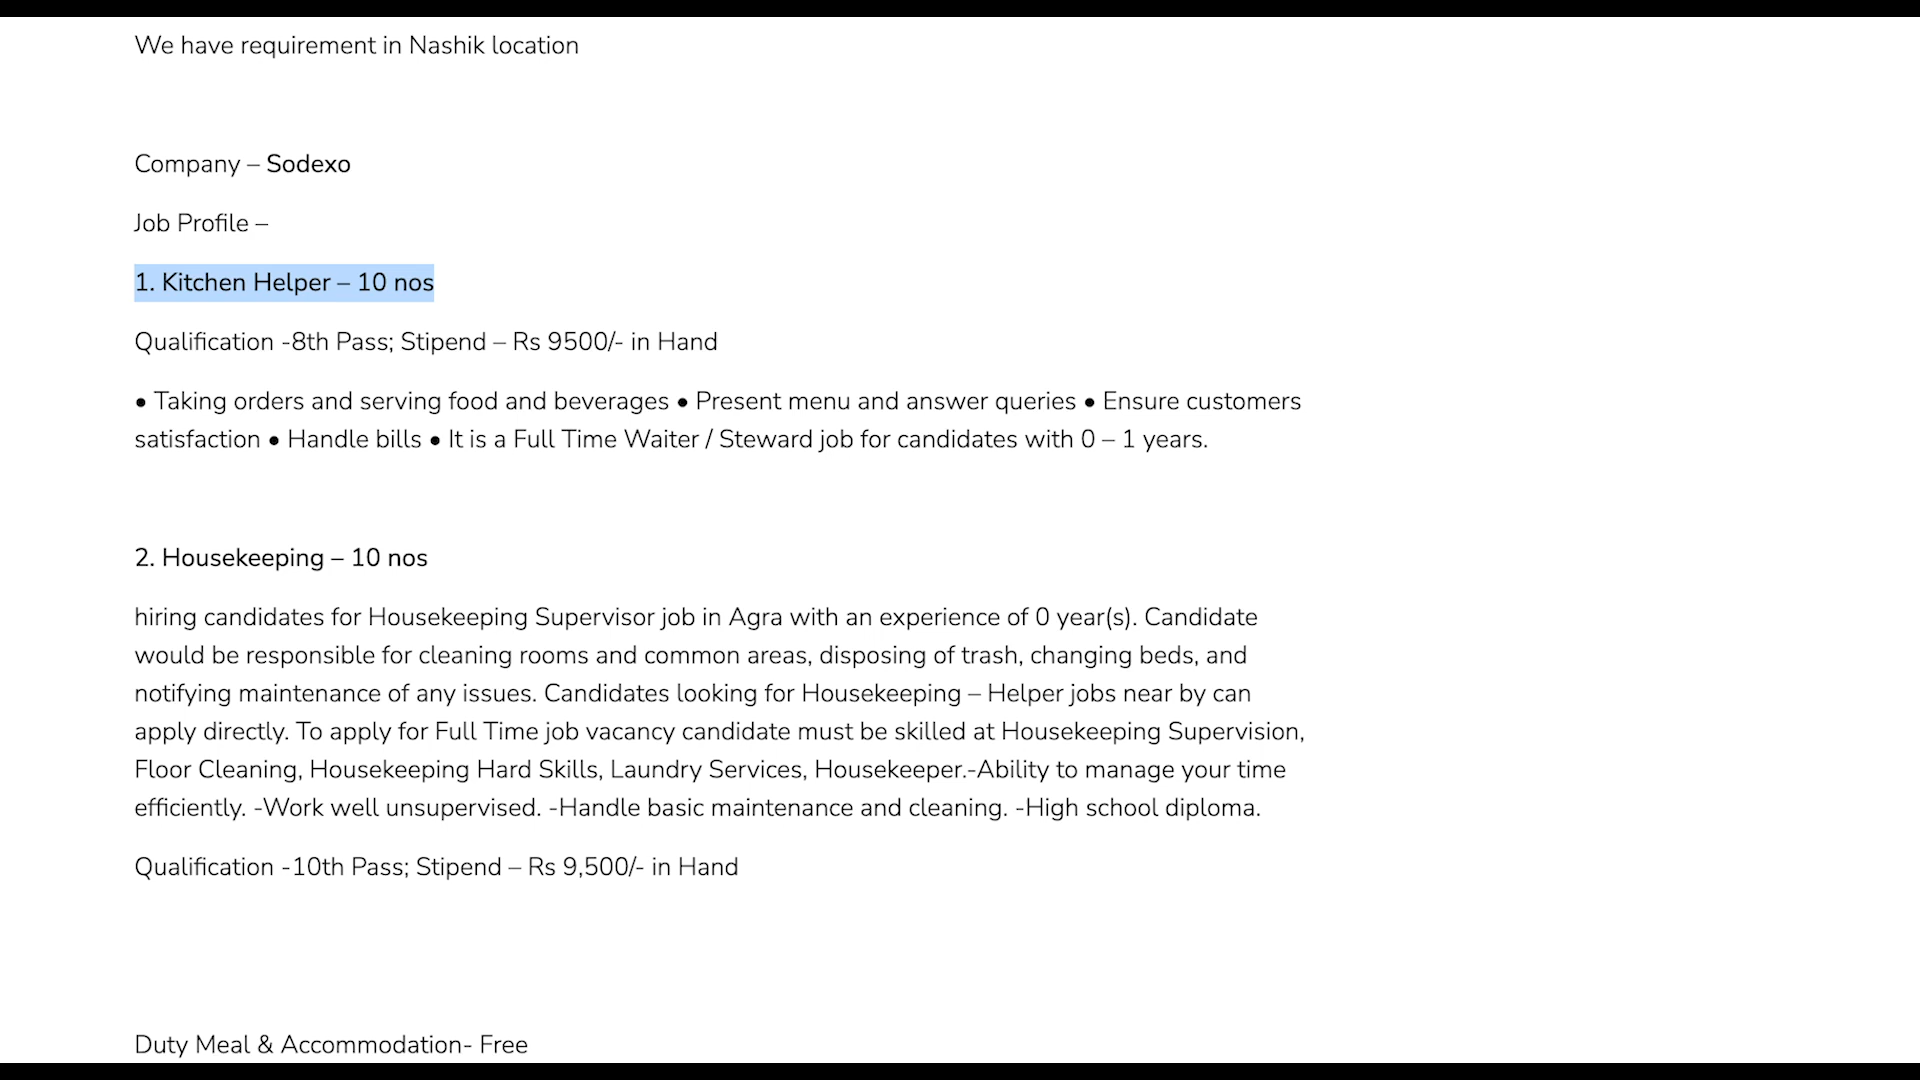 We have requirement in Nashik location
Company – Sodexo
Job Profile –
1. Kitchen Helper – 10 nos
Qualification -8th Pass; Stipend – Rs 9500/- in Hand
• Taking orders and serving food and beverages • Present menu and answer queries • Ensure customers
satisfaction • Handle bills • It is a Full Time Waiter / Steward job for candidates with 0 – 1 years.
2. Housekeeping – 10 nos
hiring candidates for Housekeeping Supervisor job in Agra with an experience of 0 year(s). Candidate
would be responsible for cleaning rooms and common areas, disposing of trash, changing beds, and
notifying maintenance of any issues. Candidates looking for Housekeeping – Helper jobs near by can
apply directly. To apply for Full Time job vacancy candidate must be skilled at Housekeeping Supervision,
Floor Cleaning, Housekeeping Hard Skills, Laundry Services, Housekeeper.-Ability to manage your time
efficiently. -Work well unsupervised. -Handle basic maintenance and cleaning. -High school diploma.
Qualification -10th Pass; Stipend – Rs 9,500/- in Hand
Duty Meal & Accommodation- Free